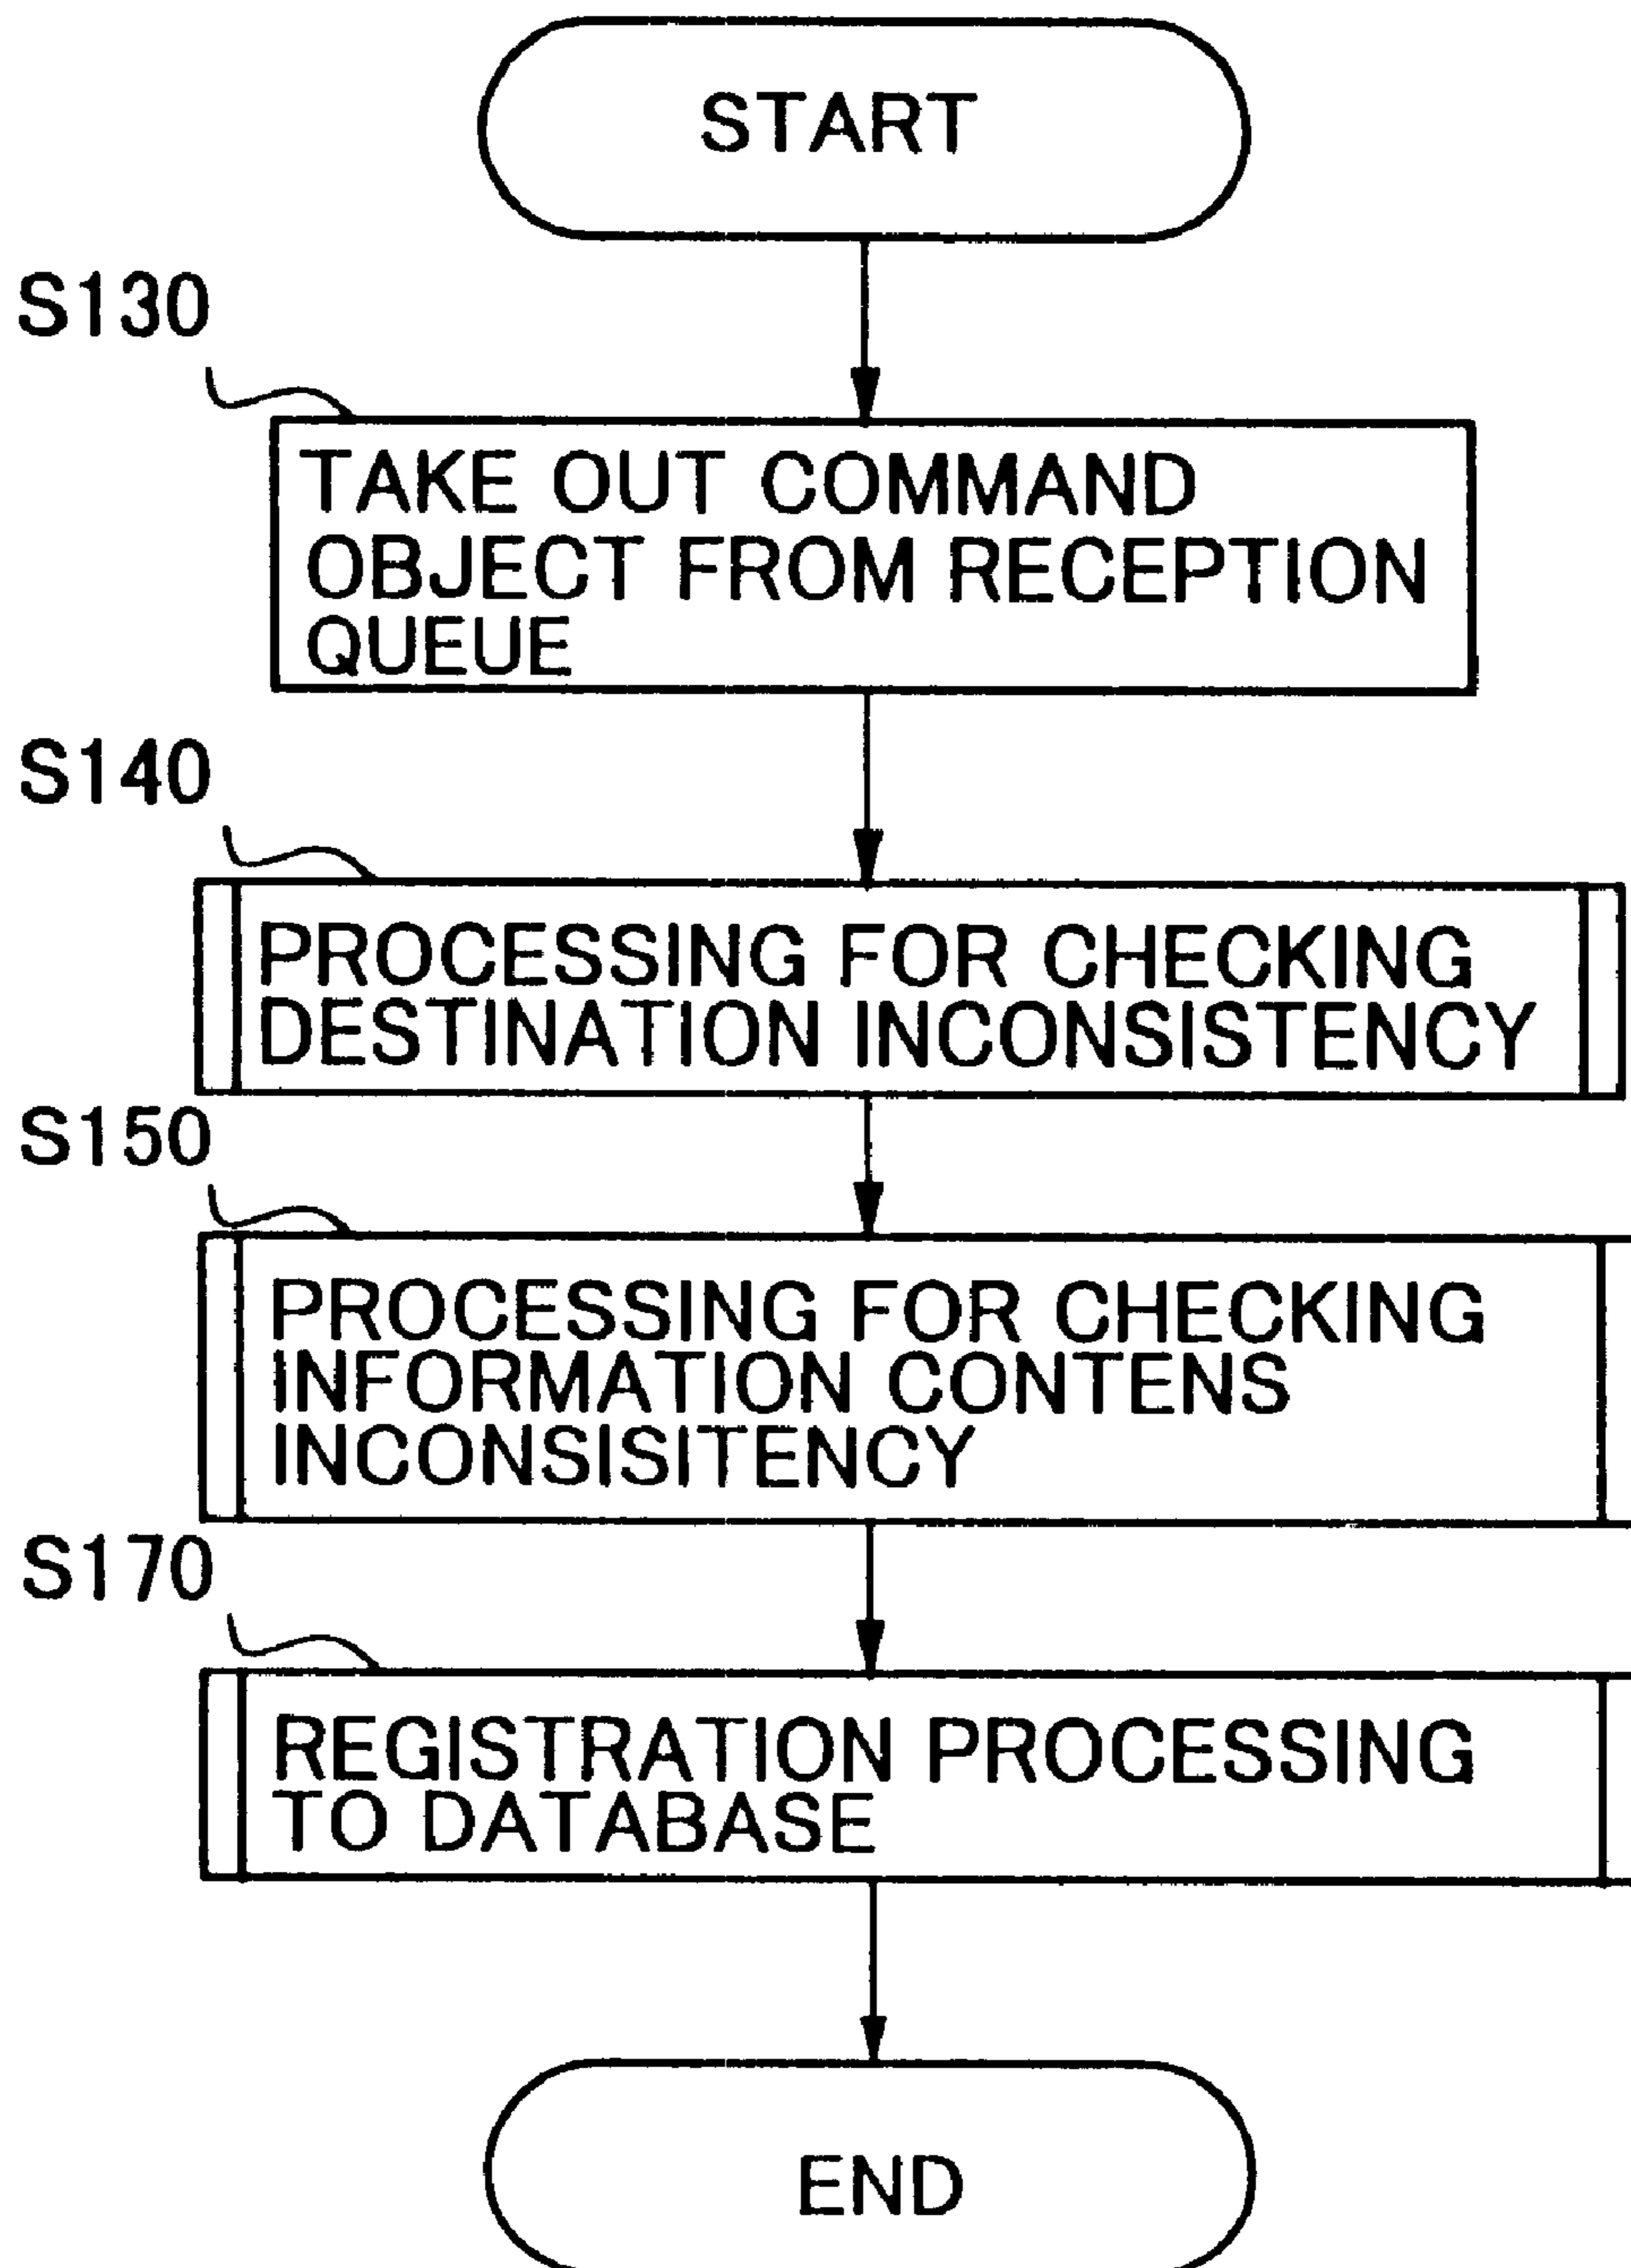 START
S130
TAKE OUT COMMAND
OBJECT FROM RECEPTION
QUEUE
S140
PROCESSING FOR CHECKING
DESTINATION INCONSISTENCY
S150
PROCESSING FOR CHECKING
INFORMATION CONTENS
INCONSISITENCY
S170
REGISTRATION PROCESSING
TO DATABASE
END